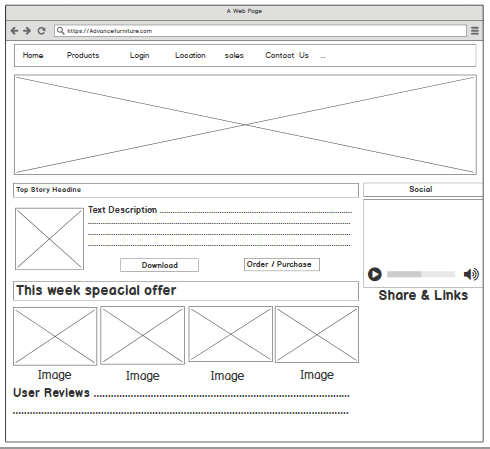 A Web Page
https://Advancefurniture.com
Home Products Login Location sales Contact Us ...
Top Story Headline
Social
Text Description
Download
Order / Purchase
This week speacial offer
Share & Links
Image Image Image Image
User Reviews